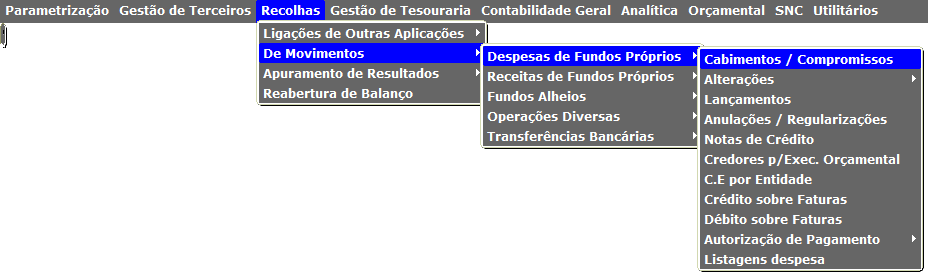 Parametrização Gestão de Terceiros Recolhas Gestão de Tesouraria Contabilidade Geral Analítica Orçamental SNC Utilitários
Ligações de Outras Aplicações
De Movimentos
Apuramento de Resultados
Reabertura de Balanço
Despesas de Fundos Próprios
Receitas de Fundos Próprios
Fundos Alheios
Operações Diversas
Transferências Bancárias
Cabimentos / Compromissos
Alterações
Lançamentos
Anulações / Regularizações
Notas de Crédito
Credores p/Exec. Orçamental
C.E por Entidade
Crédito sobre Faturas
Débito sobre Faturas
Autorização de Pagamento
Listagens despesa